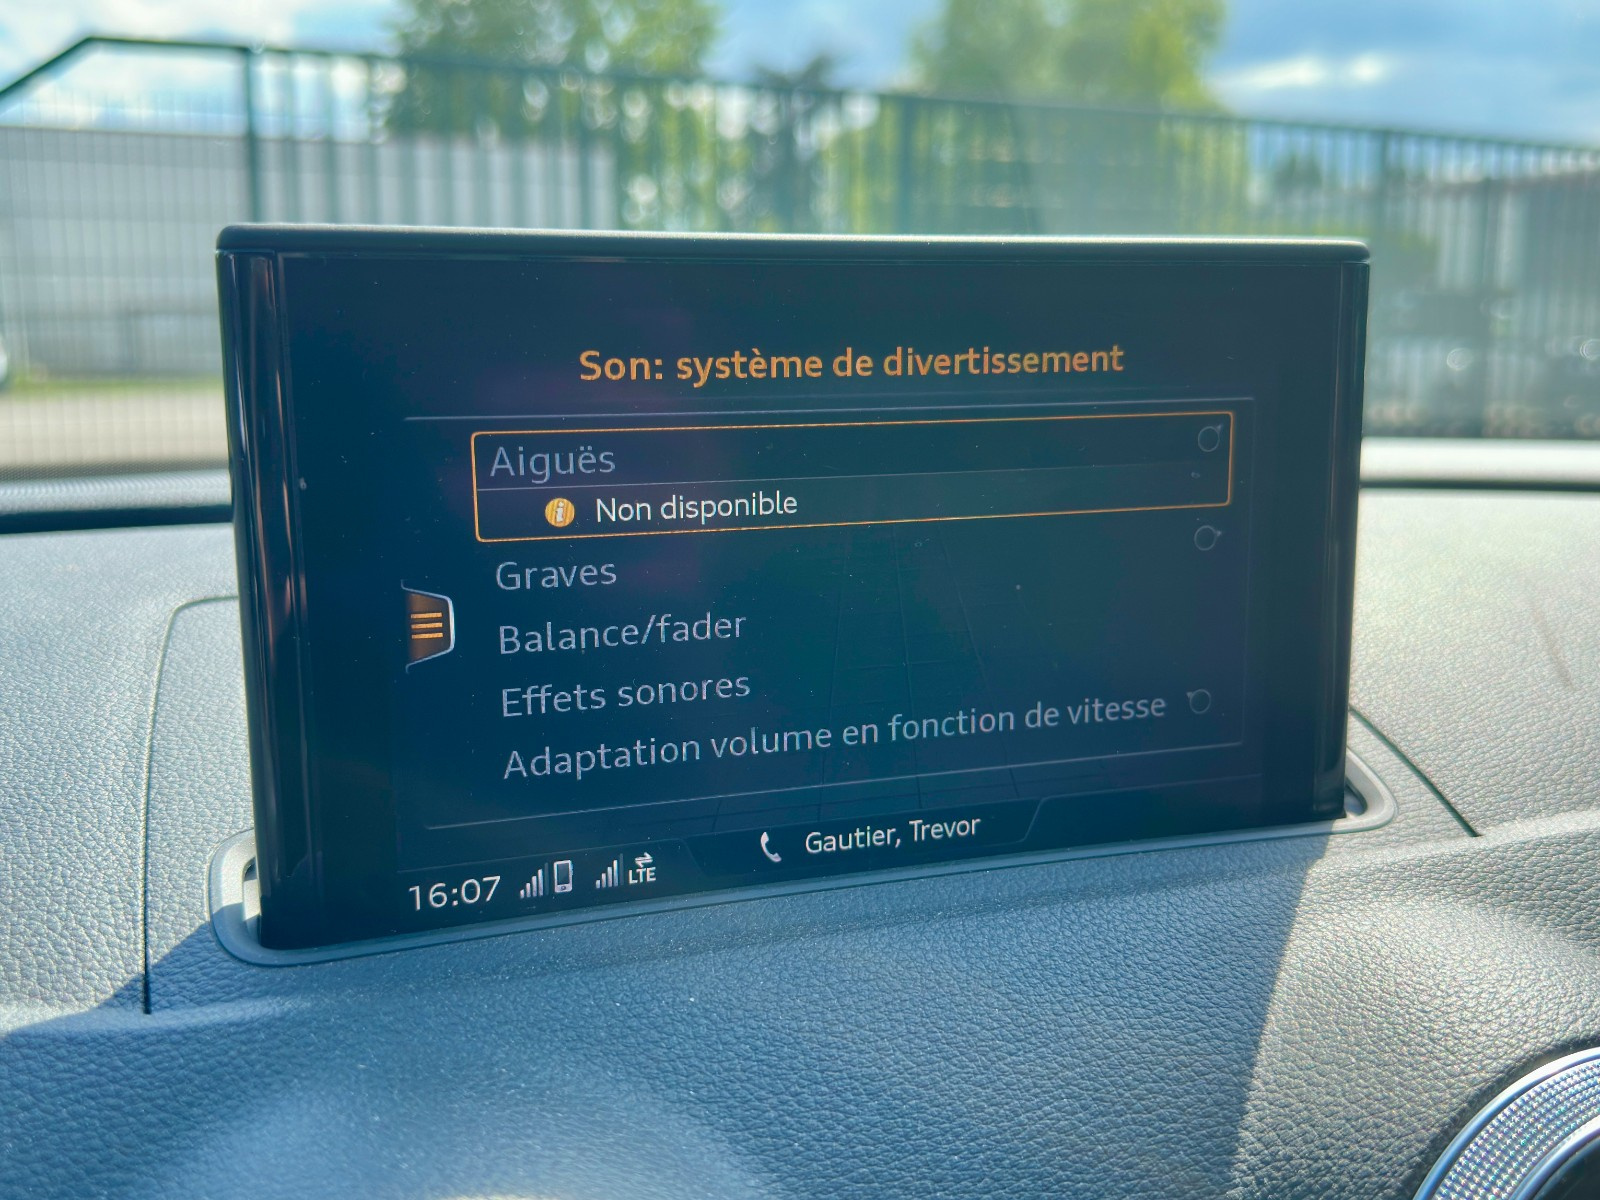 Son: système de divertissement
Aiguës
Non disponible
Graves
Balance/fader
Effets sonores
Adaptation volume en fonction de vitesse
Gautier, Trevor
16:07 LTE